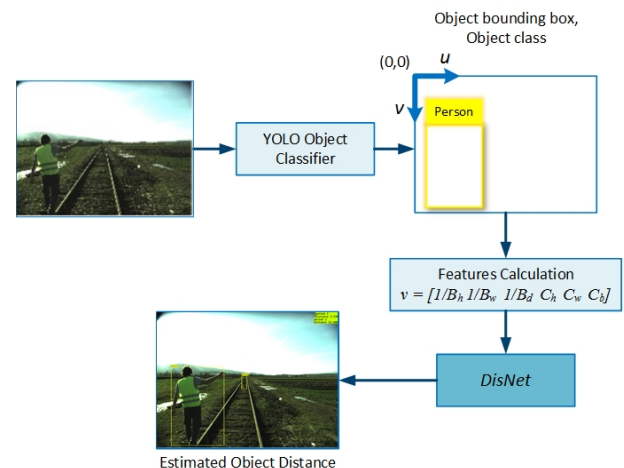 Object bounding box,
Object class
(0,0)
u
v
Person
YOLO Object
Classifier
Features Calculation
v = [1/Bh 1/Bw 1/Bd Ch Cw Cb]
DisNet
Estimated Object Distance